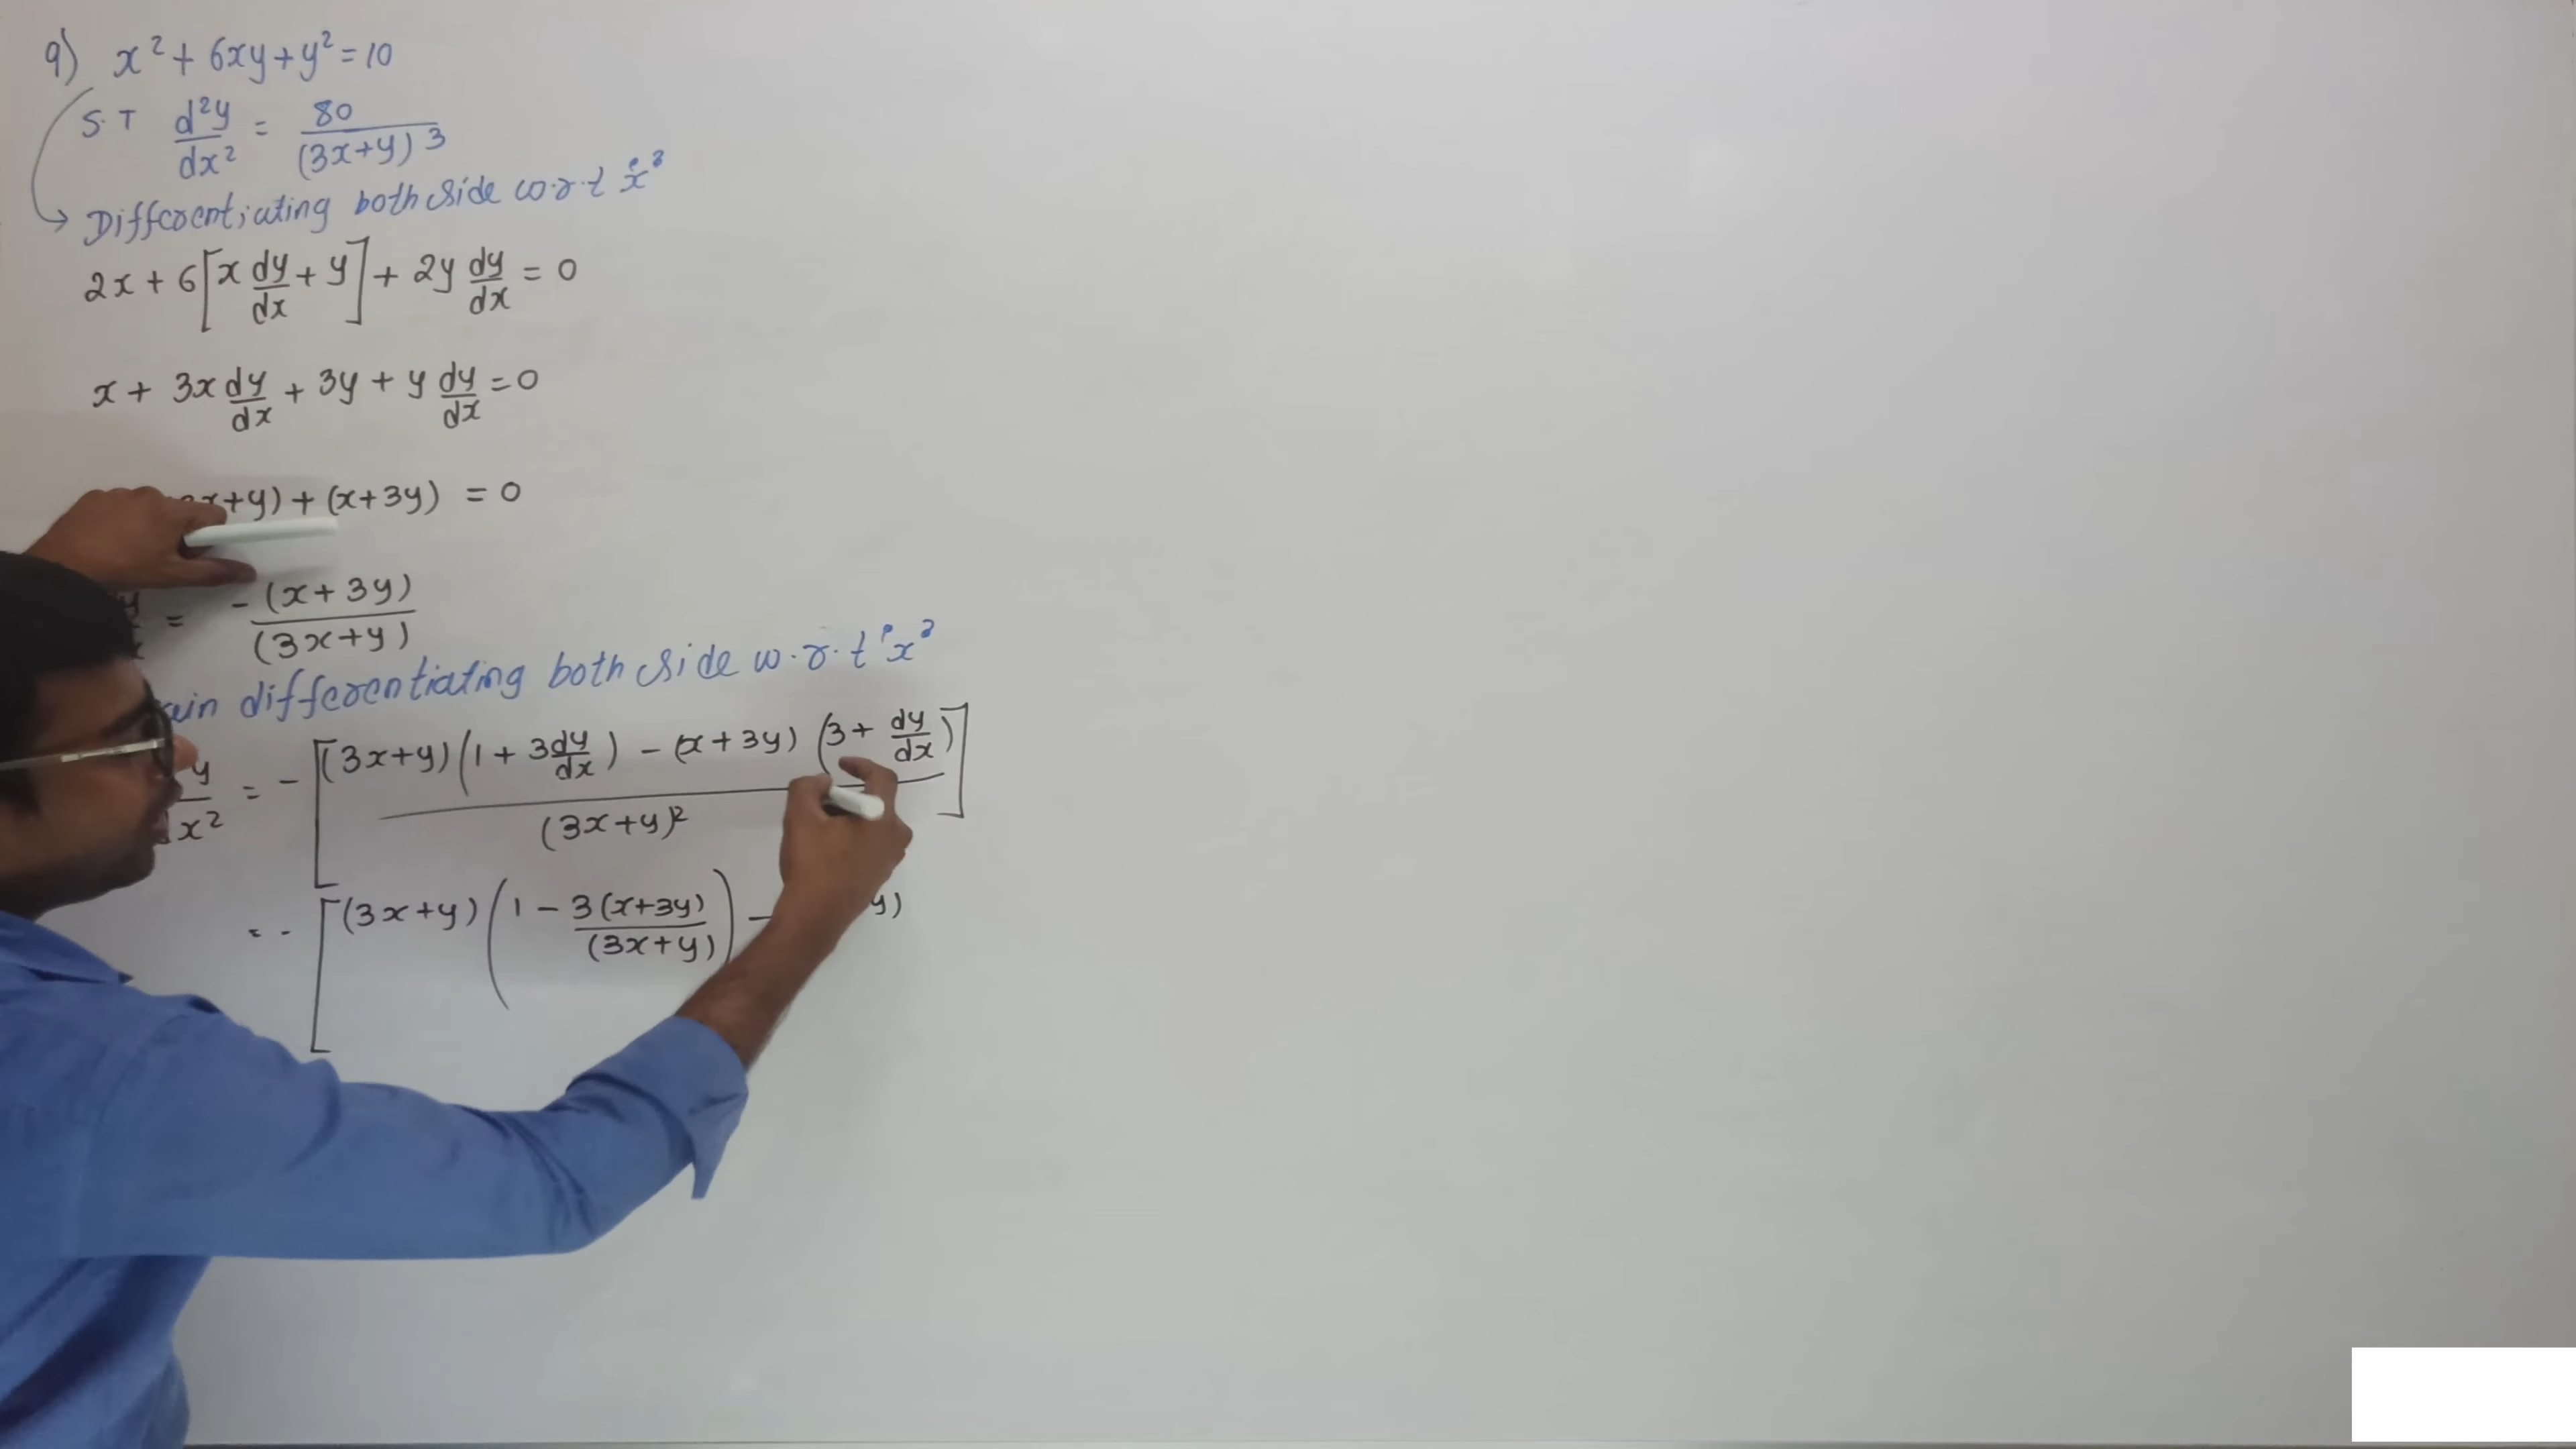 9) x² + 6xy + y² = 10
S.T d²y/dx² = 80/(3x+y)³
→ Differentiating both side w.r.t 'x'
2x + 6[x dy/dx + y] + 2y dy/dx = 0
x + 3x dy/dx + 3y + y dy/dx = 0
x+y) + (x+3y) = 0
= -(x+3y)/(3x+y)
differentiating both side w.r.t 'x'
y/x² = -[(3x+y)(1 + 3dy/dx) - (x+3y)(3 + dy/dx)/(3x+y)²]
= -[(3x+y)(1 - 3(x+3y)/(3x+y)) - y)